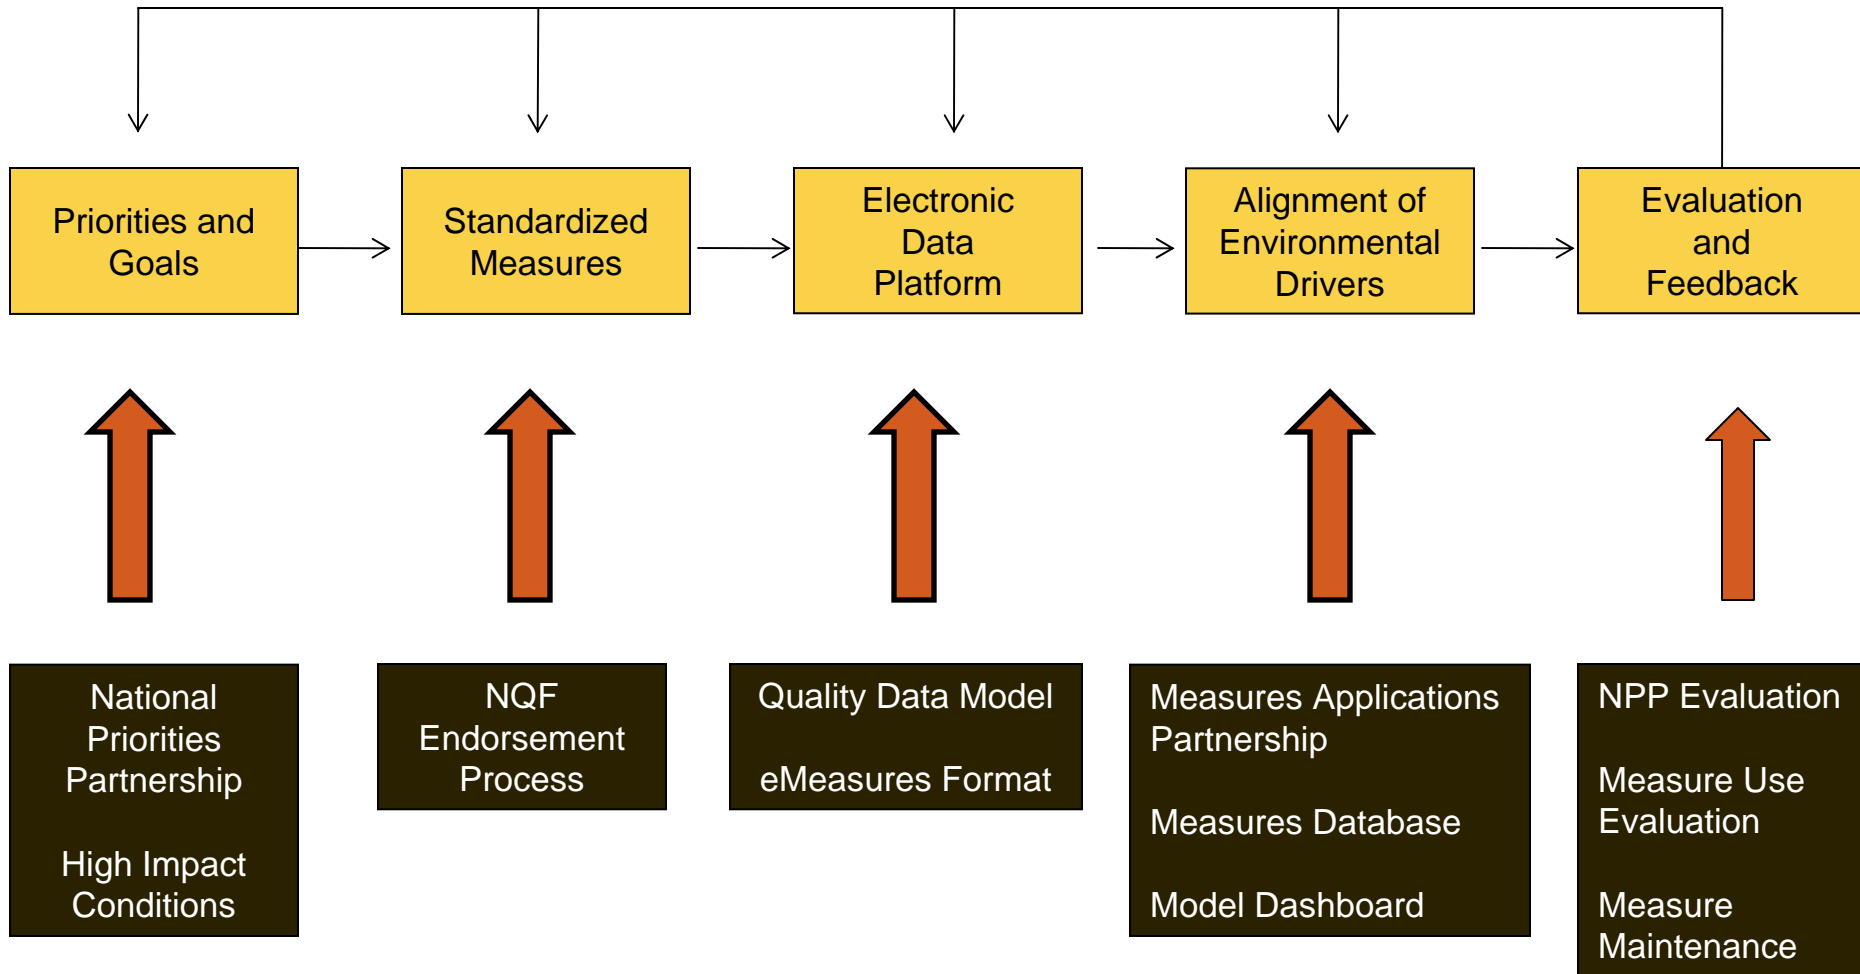 Priorities and
Goals
Standardized
Measures
Electronic
Data
Platform
Alignment of
Environmental
Drivers
Evaluation
and
Feedback
National
Priorities
Partnership
High Impact
Conditions
NQF
Endorsement
Process
Quality Data Model
eMeasures Format
Measures Applications
Partnership
Measures Database
Model Dashboard
NPP Evaluation
Measure Use
Evaluation
Measure
Maintenance